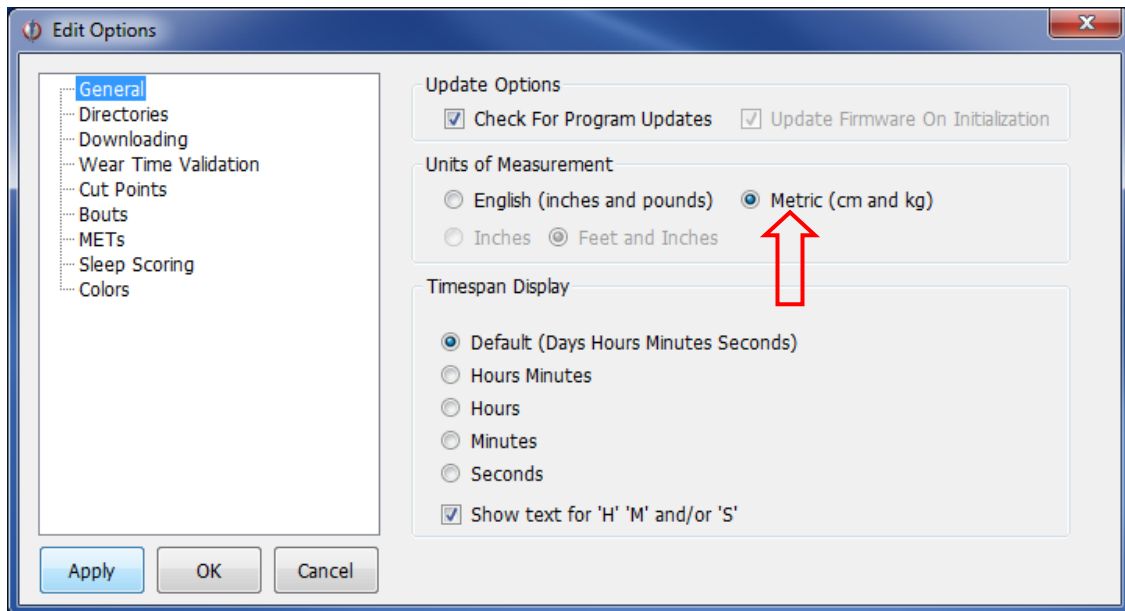 Edit Options
General
Directories
Downloading
Wear Time Validation
Cut Points
Bouts
METs
Sleep Scoring
Colors
Update Options
Check For Program Updates Update Firmware On Initialization
Units of Measurement
English (inches and pounds) Metric (cm and kg)
Inches Feet and Inches
Timespan Display
Default (Days Hours Minutes Seconds)
Hours Minutes
Hours
Minutes
Seconds
Show text for 'H' 'M' and/or 'S'
Apply OK Cancel